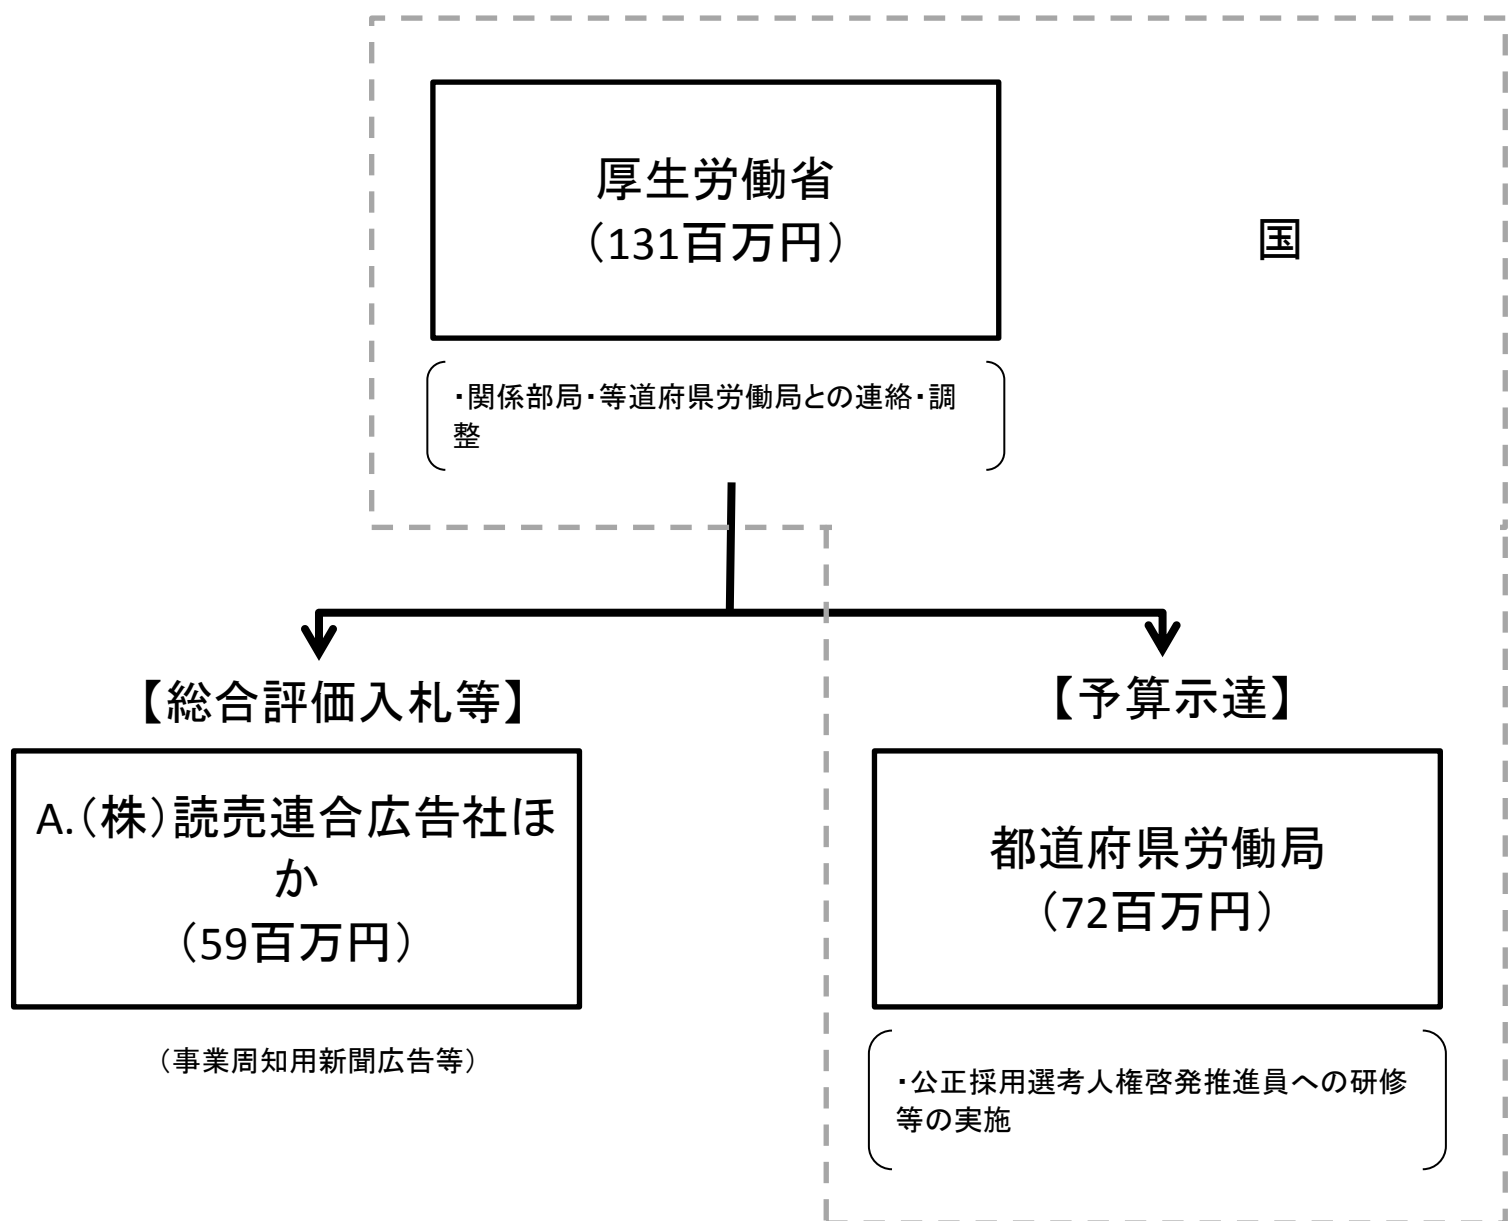 厚生労働省
（131百万円）
国
・関係部局・等道府県労働局との連絡・調
整
【総合評価入札等】
A.（株）読売連合広告社ほ
か
（59百万円）
（事業周知用新聞広告等）
【予算示達】
都道府県労働局
（72百万円）
・公正採用選考人権啓発推進員への研修
等の実施